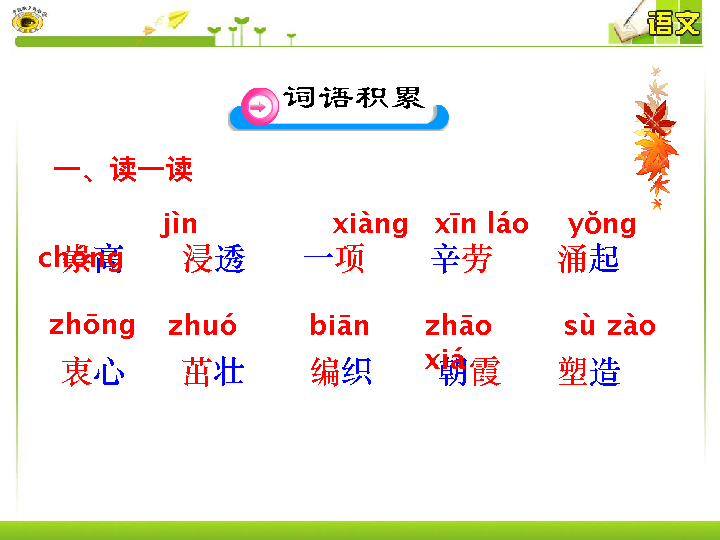 语文
词语积累
一、读一读
jìn xiàng xīn láo yǒng
chóng
崇高 浸透 一项 辛劳 涌起
zhōng zhuó biān zhāo sù zào
xiá
衷心 茁壮 编织 朝霞 塑造